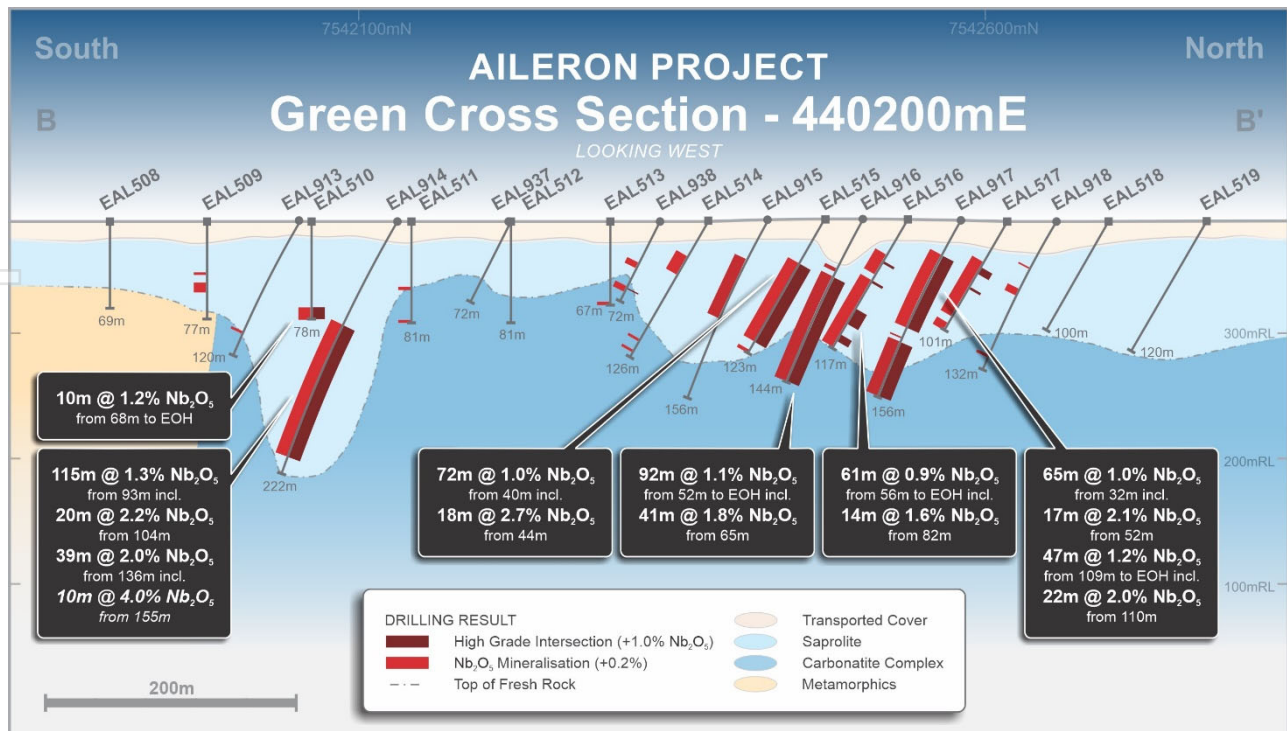 7542100mN
7542600mN
South
North
AILERON PROJECT
B
Green Cross Section - 440200mE
B'
LOOKING WEST
EAL508
EAL509
EAL913
EAL510
EAL914
EAL511
EAL937
EAL512
EAL513
EAL938
EAL514
EAL915
EAL515
EAL916
EAL516
EAL917
EAL517
EAL918
EAL518
EAL519
69m
77m
120m
78m
222m
81m
72m
81m
67m
72m
126m
156m
123m
144m
117m
156m
101m
132m
100m
120m
300mRL
200mRL
100mRL
10m @ 1.2% Nb₂O₅
from 68m to EOH
115m @ 1.3% Nb₂O₅
from 93m incl.
20m @ 2.2% Nb₂O₅
from 104m
39m @ 2.0% Nb₂O₅
from 136m incl.
10m @ 4.0% Nb₂O₅
from 155m
72m @ 1.0% Nb₂O₅
from 40m incl.
18m @ 2.7% Nb₂O₅
from 44m
92m @ 1.1% Nb₂O₅
from 52m to EOH incl.
41m @ 1.8% Nb₂O₅
from 65m
61m @ 0.9% Nb₂O₅
from 56m to EOH incl.
14m @ 1.6% Nb₂O₅
from 82m
65m @ 1.0% Nb₂O₅
from 32m incl.
17m @ 2.1% Nb₂O₅
from 52m
47m @ 1.2% Nb₂O₅
from 109m to EOH incl.
22m @ 2.0% Nb₂O₅
from 110m
DRILLING RESULT
High Grade Intersection (+1.0% Nb₂O₅)
Nb₂O₅ Mineralisation (+0.2%)
Top of Fresh Rock
Transported Cover
Saprolite
Carbonatite Complex
Metamorphics
200m